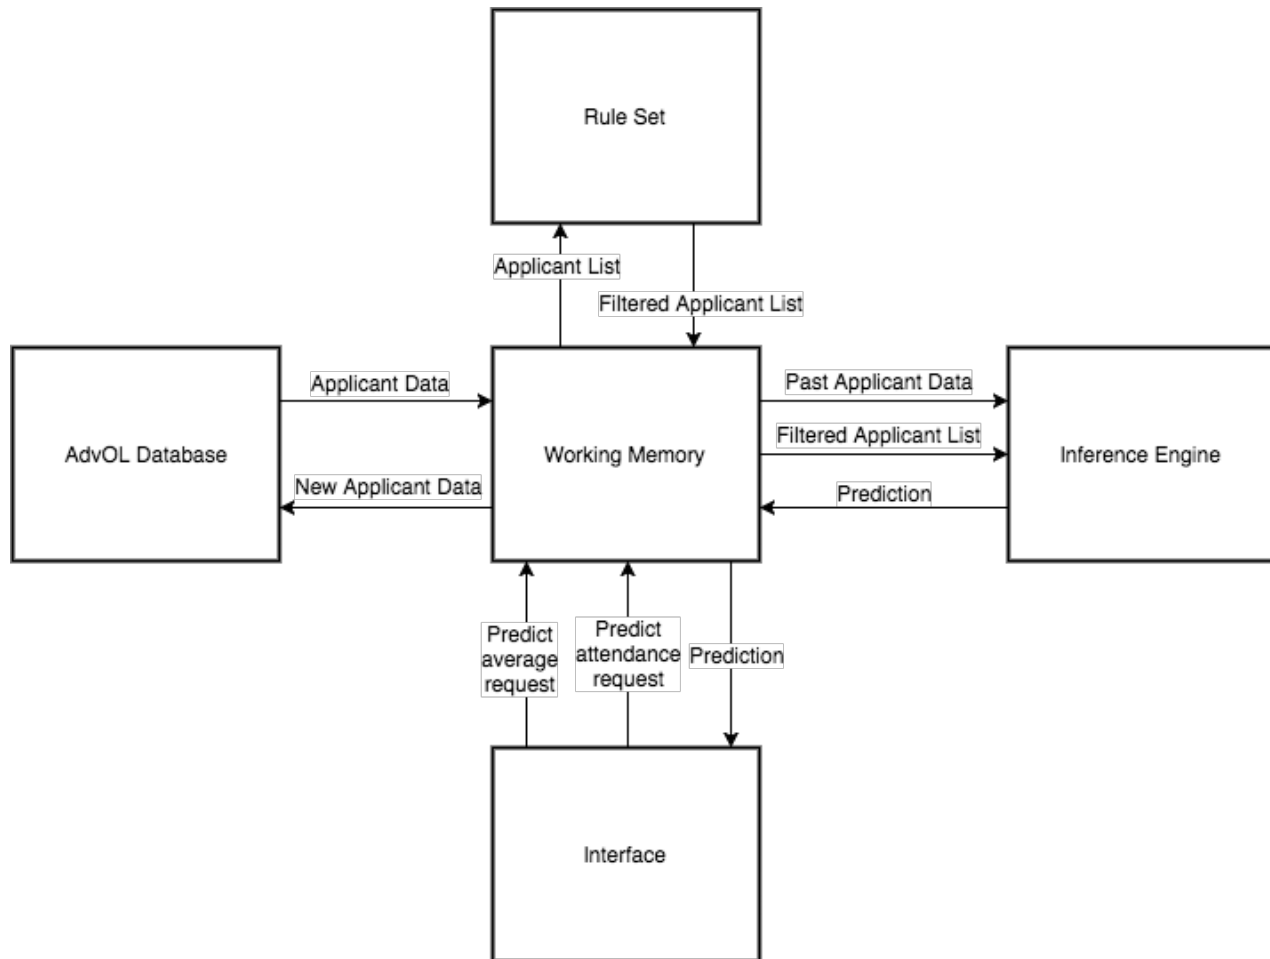 Rule Set
Applicant List
Filtered Applicant List
AdvOL Database
Applicant Data
New Applicant Data
Working Memory
Past Applicant Data
Filtered Applicant List
Prediction
Inference Engine
Predict
average
request
Predict
attendance
request
Prediction
Interface